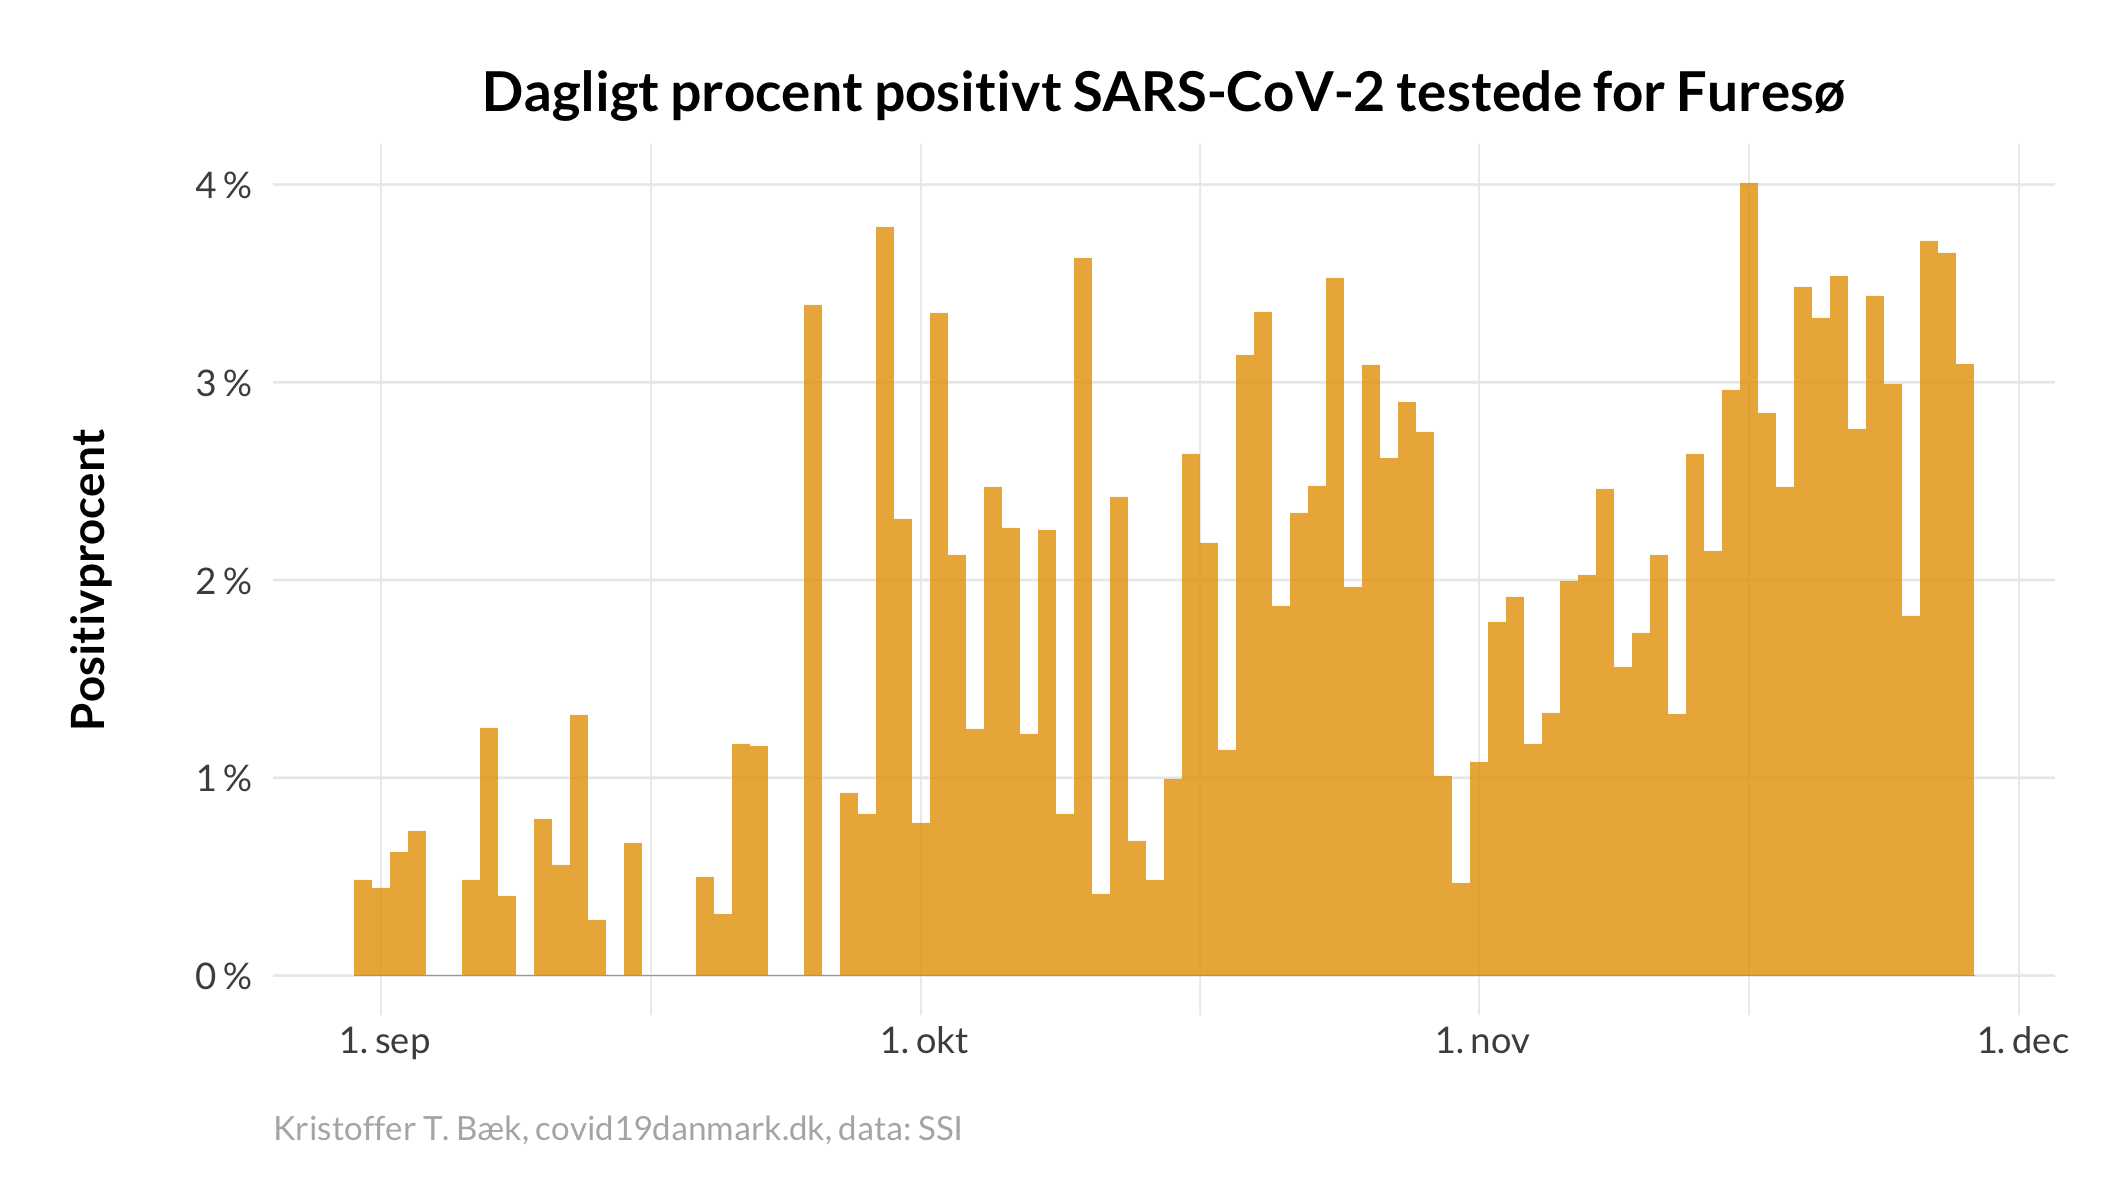 Dagligt procent positivt SARS-CoV-2 testede for Furesø
Positivprocent
4 %
3 %
2 %
1 %
0 %
1. sep
1. okt
1. nov
1. dec
Kristoffer T. Bæk, covid19danmark.dk, data: SSI